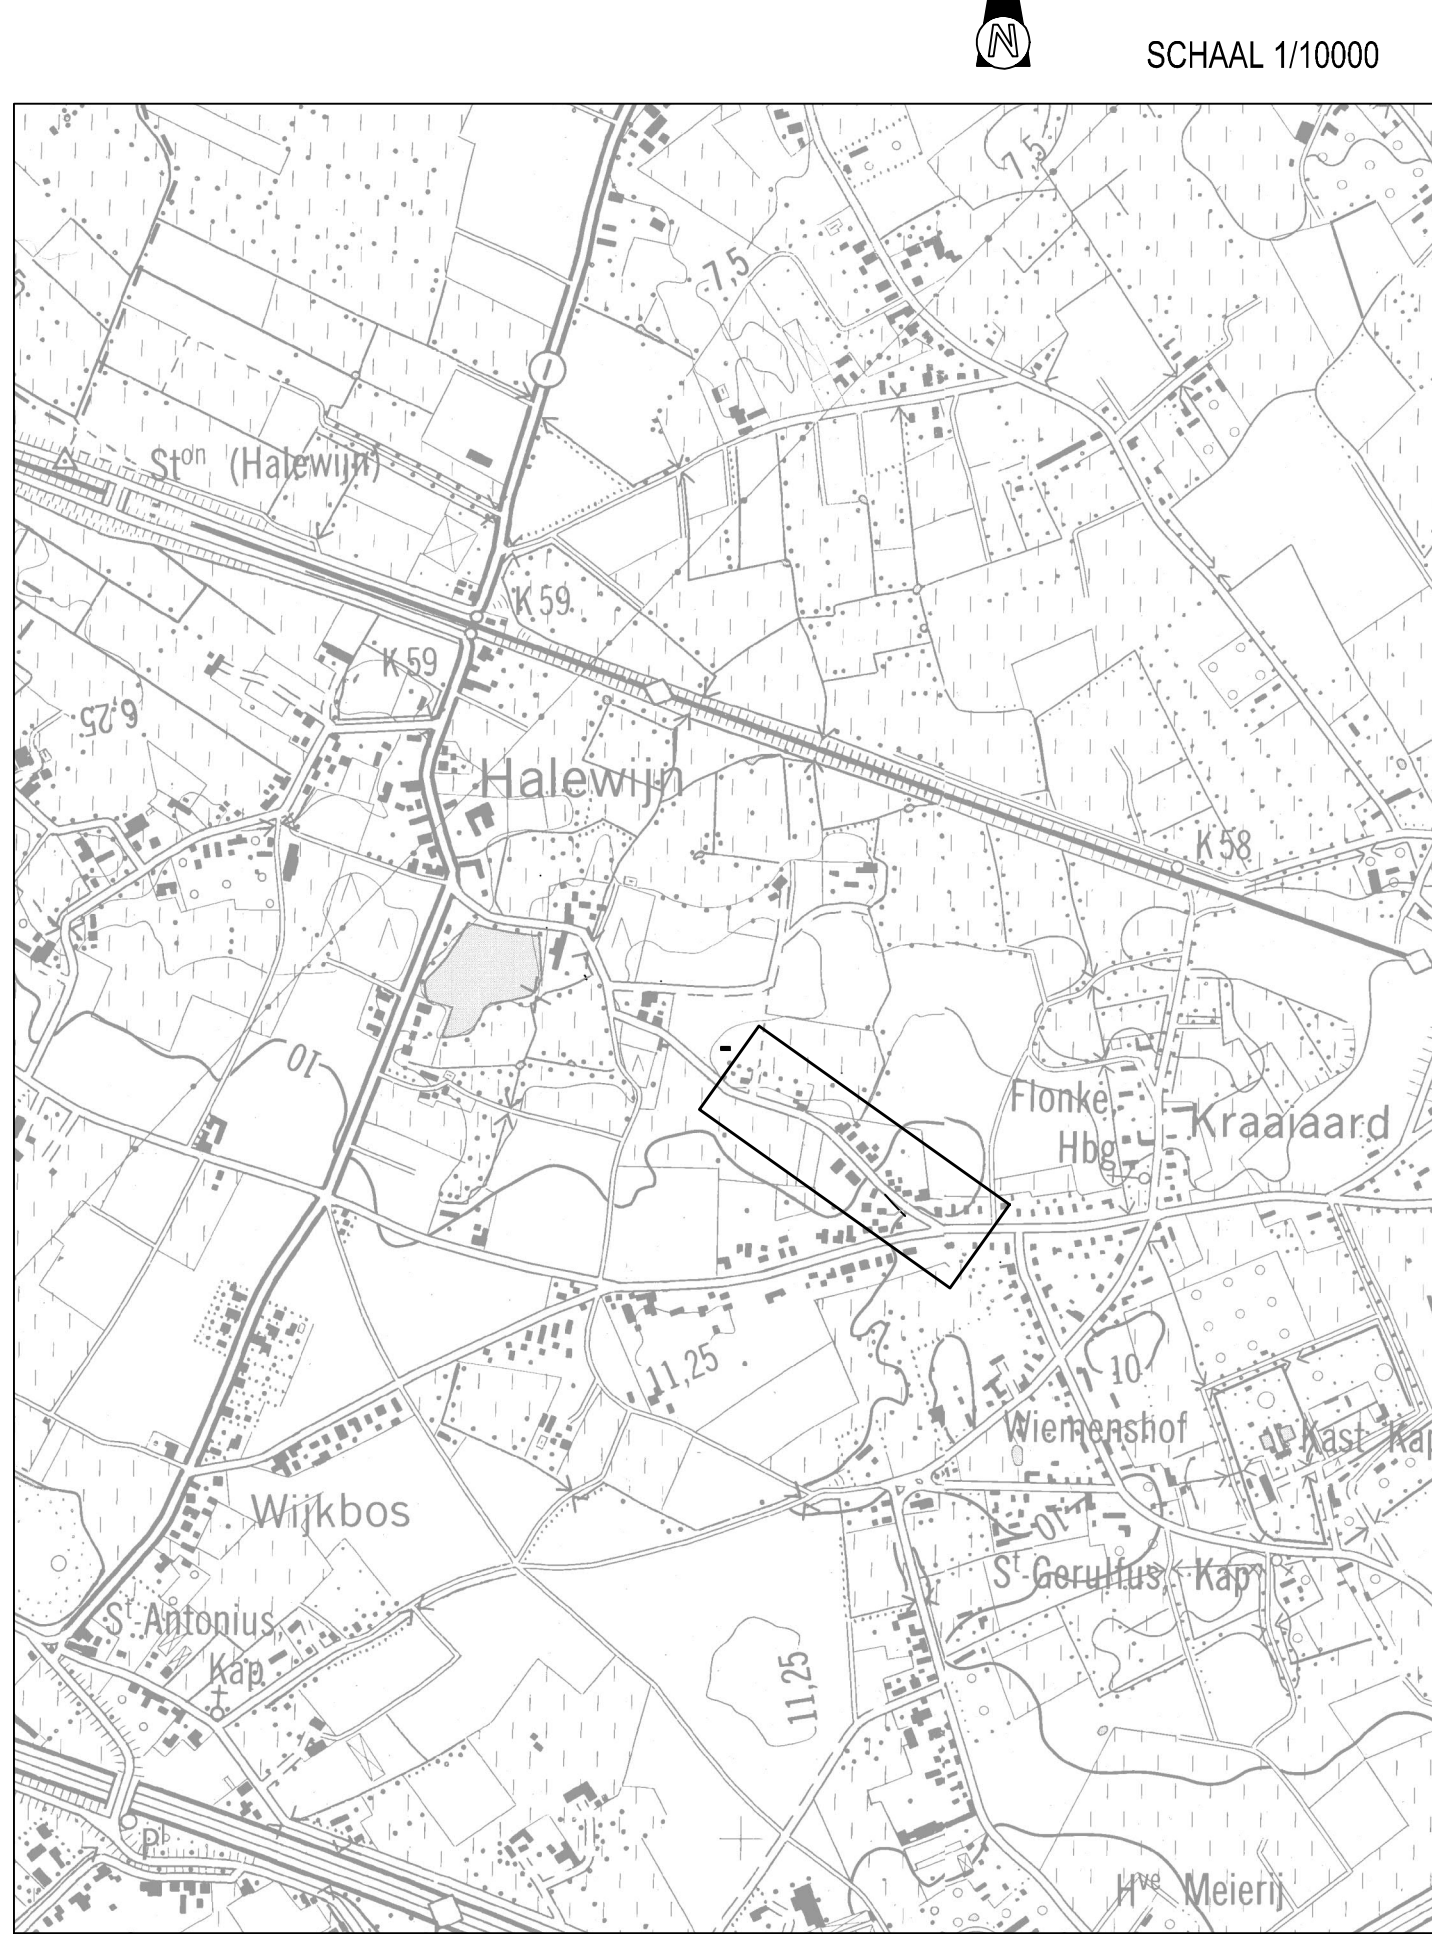 N
SCHAAL 1/10000
7,5
7,5
Ston (Halewijn)
K 59
K 59
6,25
Halewijn
K 58
10
Flonke
Hbg
Kraaiaard
11,25
10
Wiemenshof
Kast Kap
Wijkbos
10
St-Gerulfus Kap
St-Antonius
Kap
11,25
Pl
Hve Meierij